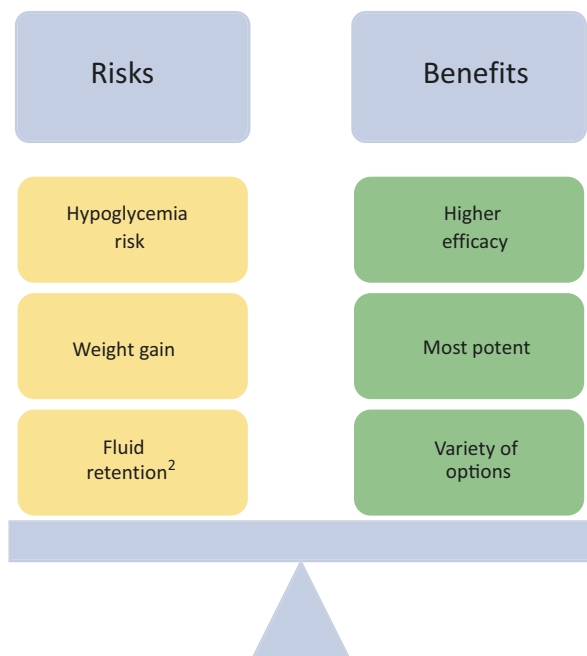 Risks
Benefits
Hypoglycemia
risk
Higher
efficacy
Weight gain
Most potent
Fluid
retention²
Variety of
options